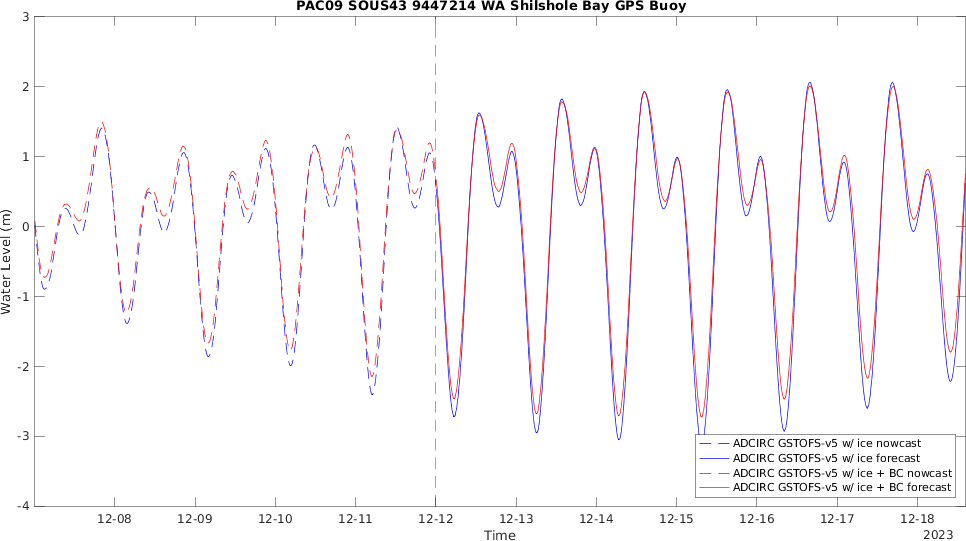 PAC09 SOUS43 9447214 WA Shilshole Bay GPS Buoy
3
2
1
0
-1
-2
-3
-4
Water Level (m)
ADCIRC GSTOFS-v5 w/ ice nowcast
ADCIRC GSTOFS-v5 w/ ice forecast
ADCIRC GSTOFS-v5 w/ ice + BC nowcast
ADCIRC GSTOFS-v5 w/ ice + BC forecast
12-08 12-09 12-10 12-11 12-12 12-13 12-14 12-15 12-16 12-17 12-18
Time
2023